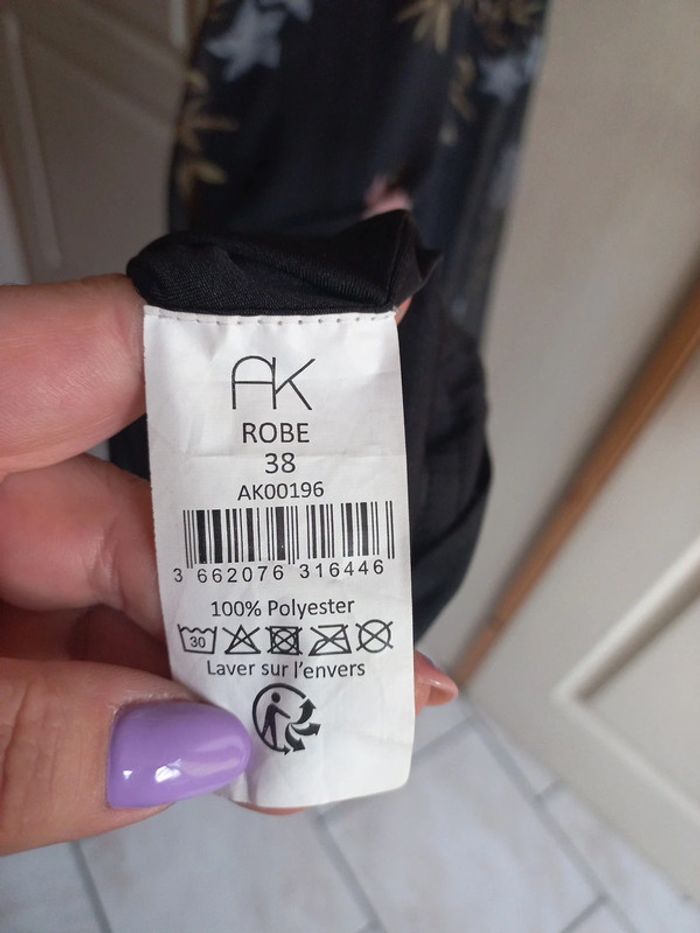 AK
ROBE
38
AK00196
3 662076 316446
100% Polyester
30
Laver sur l'envers